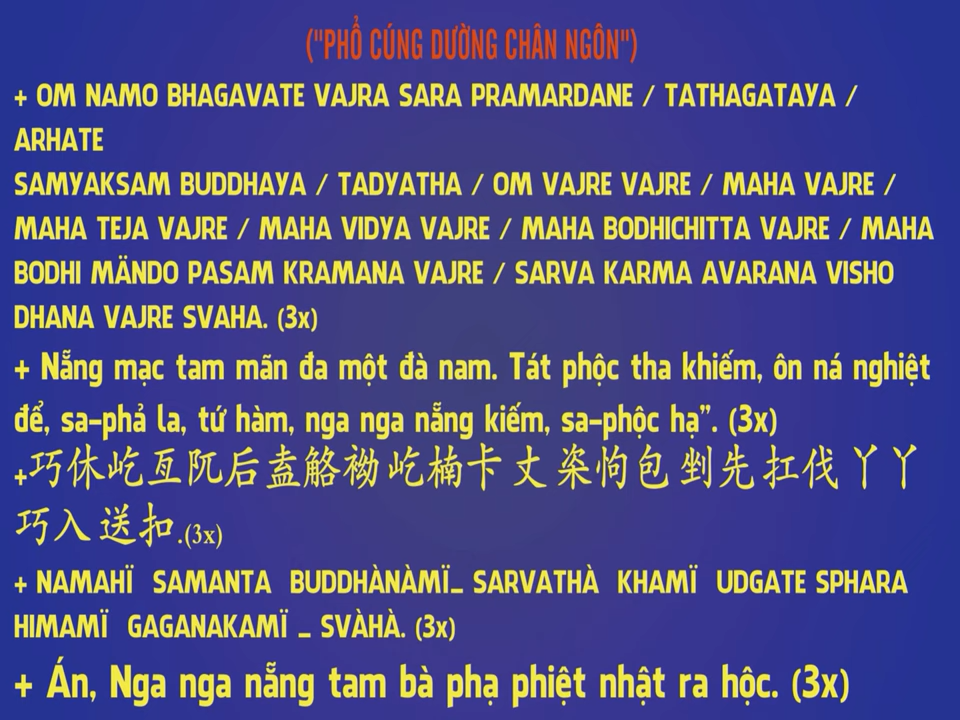 ("PHỔ CÚNG DƯỜNG CHÂN NGÔN")
+ OM NAMO BHAGAVATE VAJRA SARA PRAMARDANE / TATHAGATAYA /
ARHATE
SAMYAKSAM BUDDHAYA / TADYATHA / OM VAJRE VAJRE / MAHA VAJRE /
MAHA TEJA VAJRE / MAHA VIDYA VAJRE / MAHA BODHICHITTA VAJRE / MAHA
BODHI MÄNDO PASAM KRAMANA VAJRE / SARVA KARMA AVARANA VISHO
DHANA VAJRE SVAHA. (3x)
+ Nẵng mạc tam mãn đa một đà nam. Tát phộc tha khiếm, ôn ná nghiệt
để, sa-phả la, tứ hàm, nga nga nẵng kiếm, sa-phộc hạ”. (3x)
+巧休屹亙阢后盍觡袎屹楠卡丈楶怐包剉先扛伐丫丫
巧入送扣.(3x)
+ NAMAHÏ SAMANTA BUDDHÀNÀMÏ_ SARVATHÀ KHAMÏ UDGATE SPHARA
HIMAMÏ GAGANAKAMÏ _ SVÀHÀ. (3x)
+ Án, Nga nga nẵng tam bà phạ phiệt nhật ra hộc. (3x)